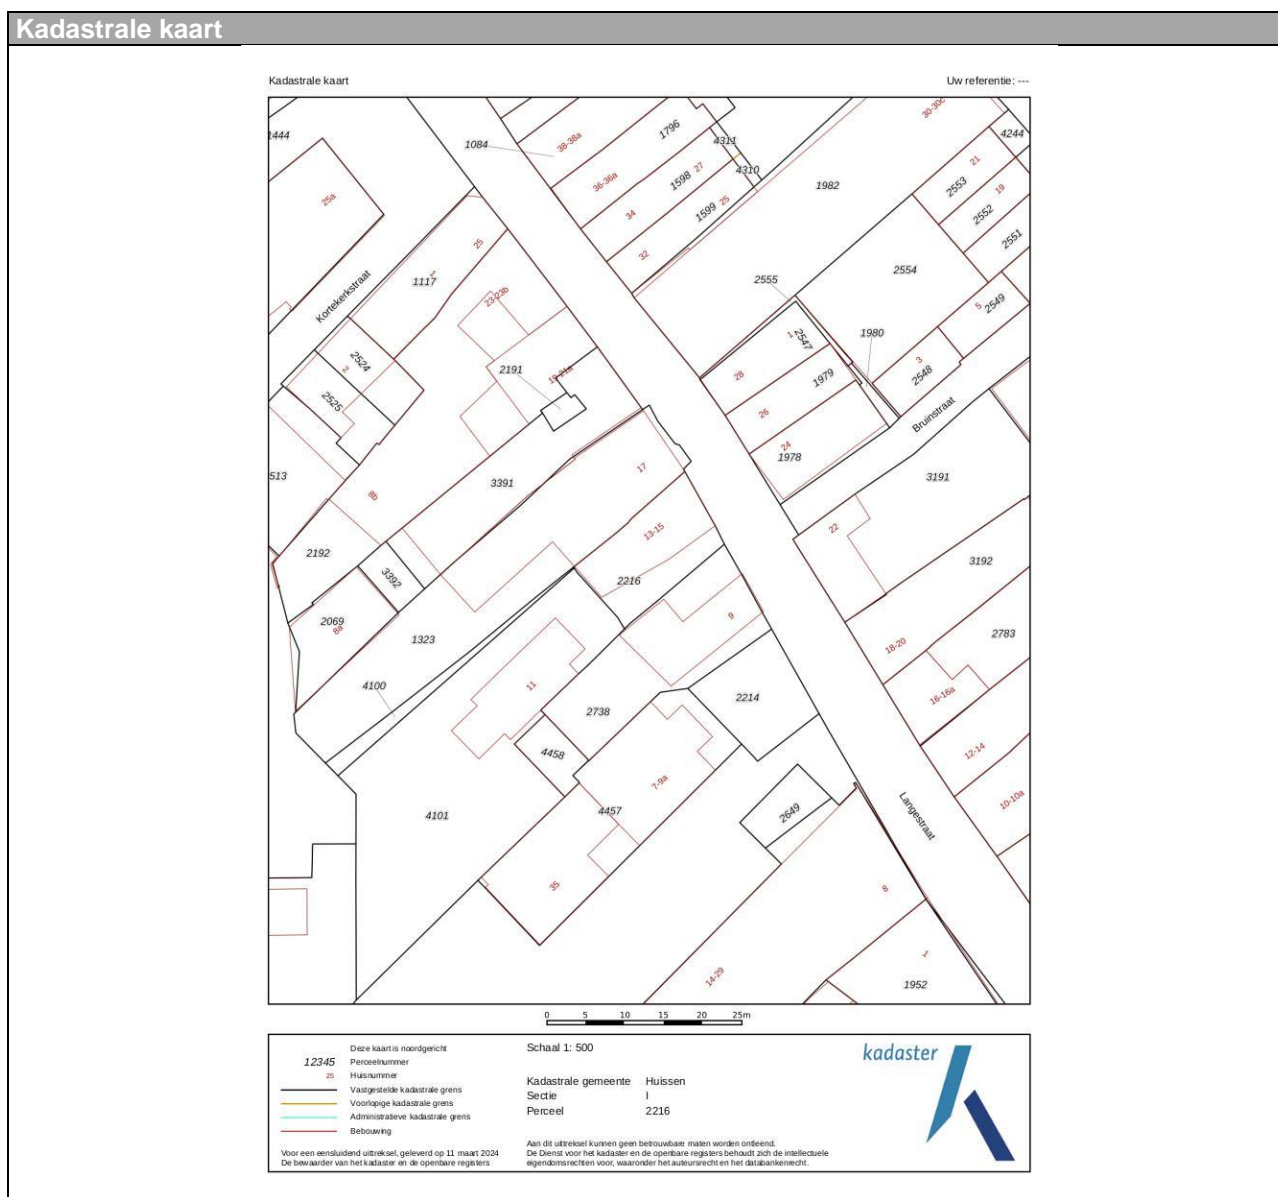 Kadastrale kaart
Kadastrale kaart
Uw referentie: ---
1444
1084
38-38a
1796
4311
4310
30-30c
4244
25a
36-36a
1598
27
1599
25
34
32
1982
21
2553
19
2552
2551
Kortekerkstraat
25
1117
1
23-23b
2555
2554
5
2549
1980
2524
2
2525
2191
19-21a
1
2547
28
1979
26
3
2548
Bruinstraat
24
1978
513
8b
3391
17
3191
22
13-15
2192
3392
2216
3192
2069
8a
1323
9
2783
18-20
4100
11
2738
2214
16-16a
4458
12-14
7-9a
4457
2649
10-10a
Langestraat
4101
35
8
14-29
1
1952
0 5 10 15 20 25m
Deze kaart is noordgericht
12345 Perceelnummer
25 Huisnummer
Vastgestelde kadastrale grens
Voorlopige kadastrale grens
Administratieve kadastrale grens
Bebouwing
Voor een eensluidend uittreksel, geleverd op 11 maart 2024
De bewaarder van het kadaster en de openbare registers
Schaal 1: 500
Kadastrale gemeente Huissen
Sectie I
Perceel 2216
Aan dit uittreksel kunnen geen betrouwbare maten worden ontleend.
De Dienst voor het kadaster en de openbare registers behoudt zich de intellectuele
eigendomsrechten voor, waaronder het auteursrecht en het databankenrecht.
kadaster